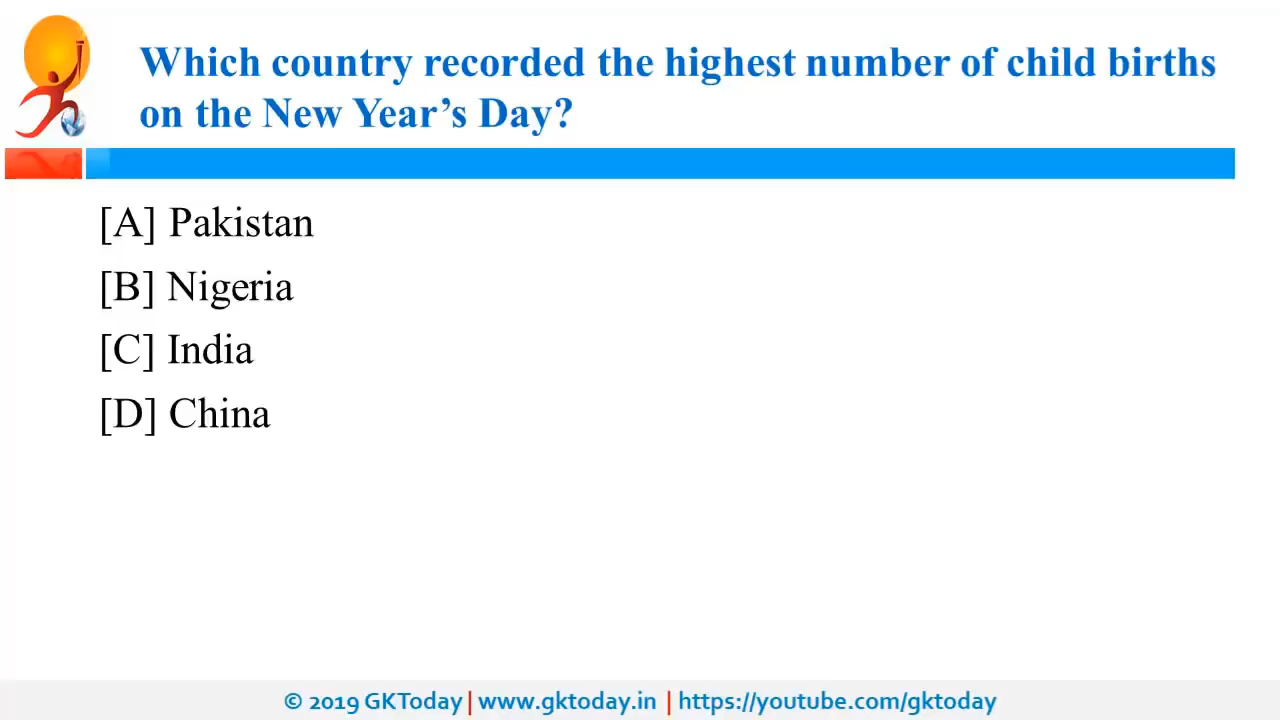 Which country recorded the highest number of child births
on the New Year’s Day?
[A] Pakistan
[B] Nigeria
[C] India
[D] China
© 2019 GKToday | www.gktoday.in | https://youtube.com/gktoday